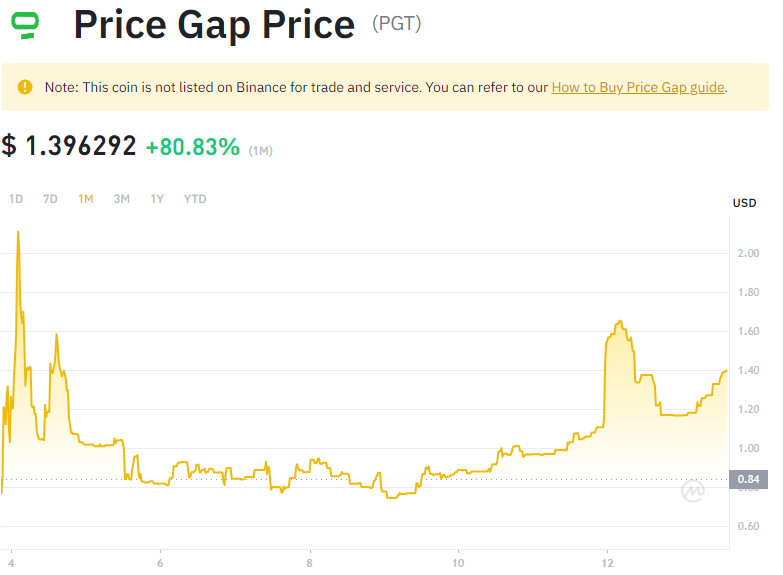 Price Gap Price (PGT)
Note: This coin is not listed on Binance for trade and service. You can refer to our How to Buy Price Gap guide.
$ 1.396292 +80.83% (1M)
1D 7D 1M 3M 1Y YTD
USD
2.00
1.80
1.60
1.40
1.20
1.00
0.84
0.80
0.60
4 6 8 10 12